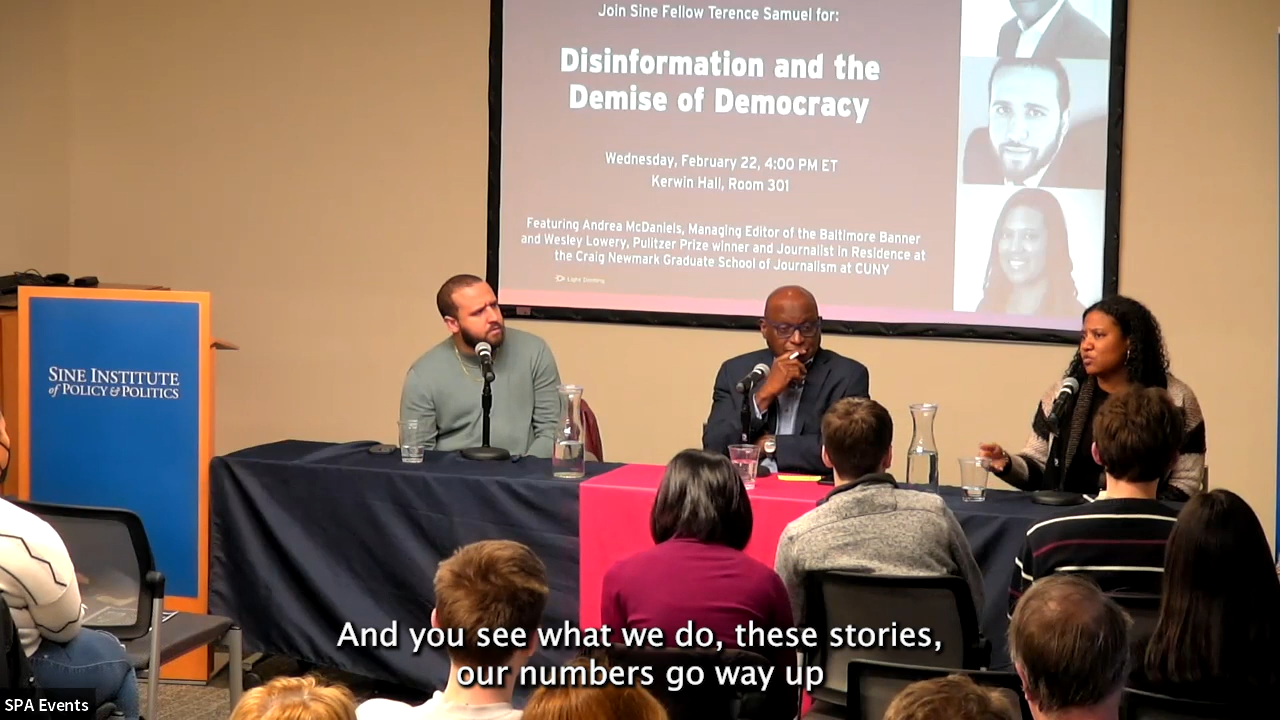 Join Sine Fellow Terence Samuel for:
Disinformation and the
Demise of Democracy
Wednesday, February 22, 4:00 PM ET
Kerwin Hall, Room 301
Featuring Andrea McDaniels, Managing Editor of the Baltimore Banner
and Wesley Lowery, Pulitzer Prize winner and Journalist in Residence at
the Craig Newmark Graduate School of Journalism at CUNY
SINE INSTITUTE
of POLICY & POLITICS
And you see what we do, these stories,
our numbers go way up
SPA Events